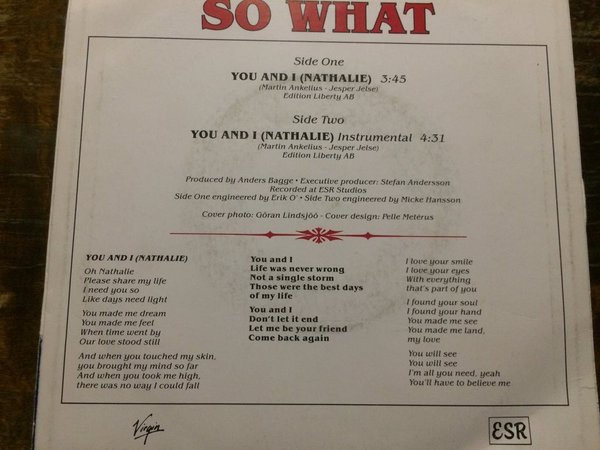 SO WHAT
Side One
YOU AND I (NATHALIE) 3:45
(Martin Ankelius - Jesper Jelse)
Edition Liberty AB
Side Two
YOU AND I (NATHALIE) Instrumental 4:31
(Martin Ankelius - Jesper Jelse)
Edition Liberty AB
Produced by Anders Bagge • Executive producer: Stefan Andersson
Recorded at ESR Studios
Side One engineered by Erik O' • Side Two engineered by Micke Hansson
Cover photo: Göran Lindsjöö - Cover design: Pelle Meterus
YOU AND I (NATHALIE)
Oh Nathalie
Please share my life
I need you so
Like days need light
You made me dream
You made me feel
When time went by
Our love stood still
And when you touched my skin,
you brought my mind so far
And when you took me high,
there was no way I could fall
You and I
Life was never wrong
Not a single storm
Those were the best days
of my life
You and I
Don't let it end
Let me be your friend
Come back again
I love your smile
I love your eyes
With everything
that's part of you
I found your soul
I found your hand
You made me see
You made me land,
my love
You will see
You will see
I'm all you need, yeah
You'll have to believe me
Virgin
ESR